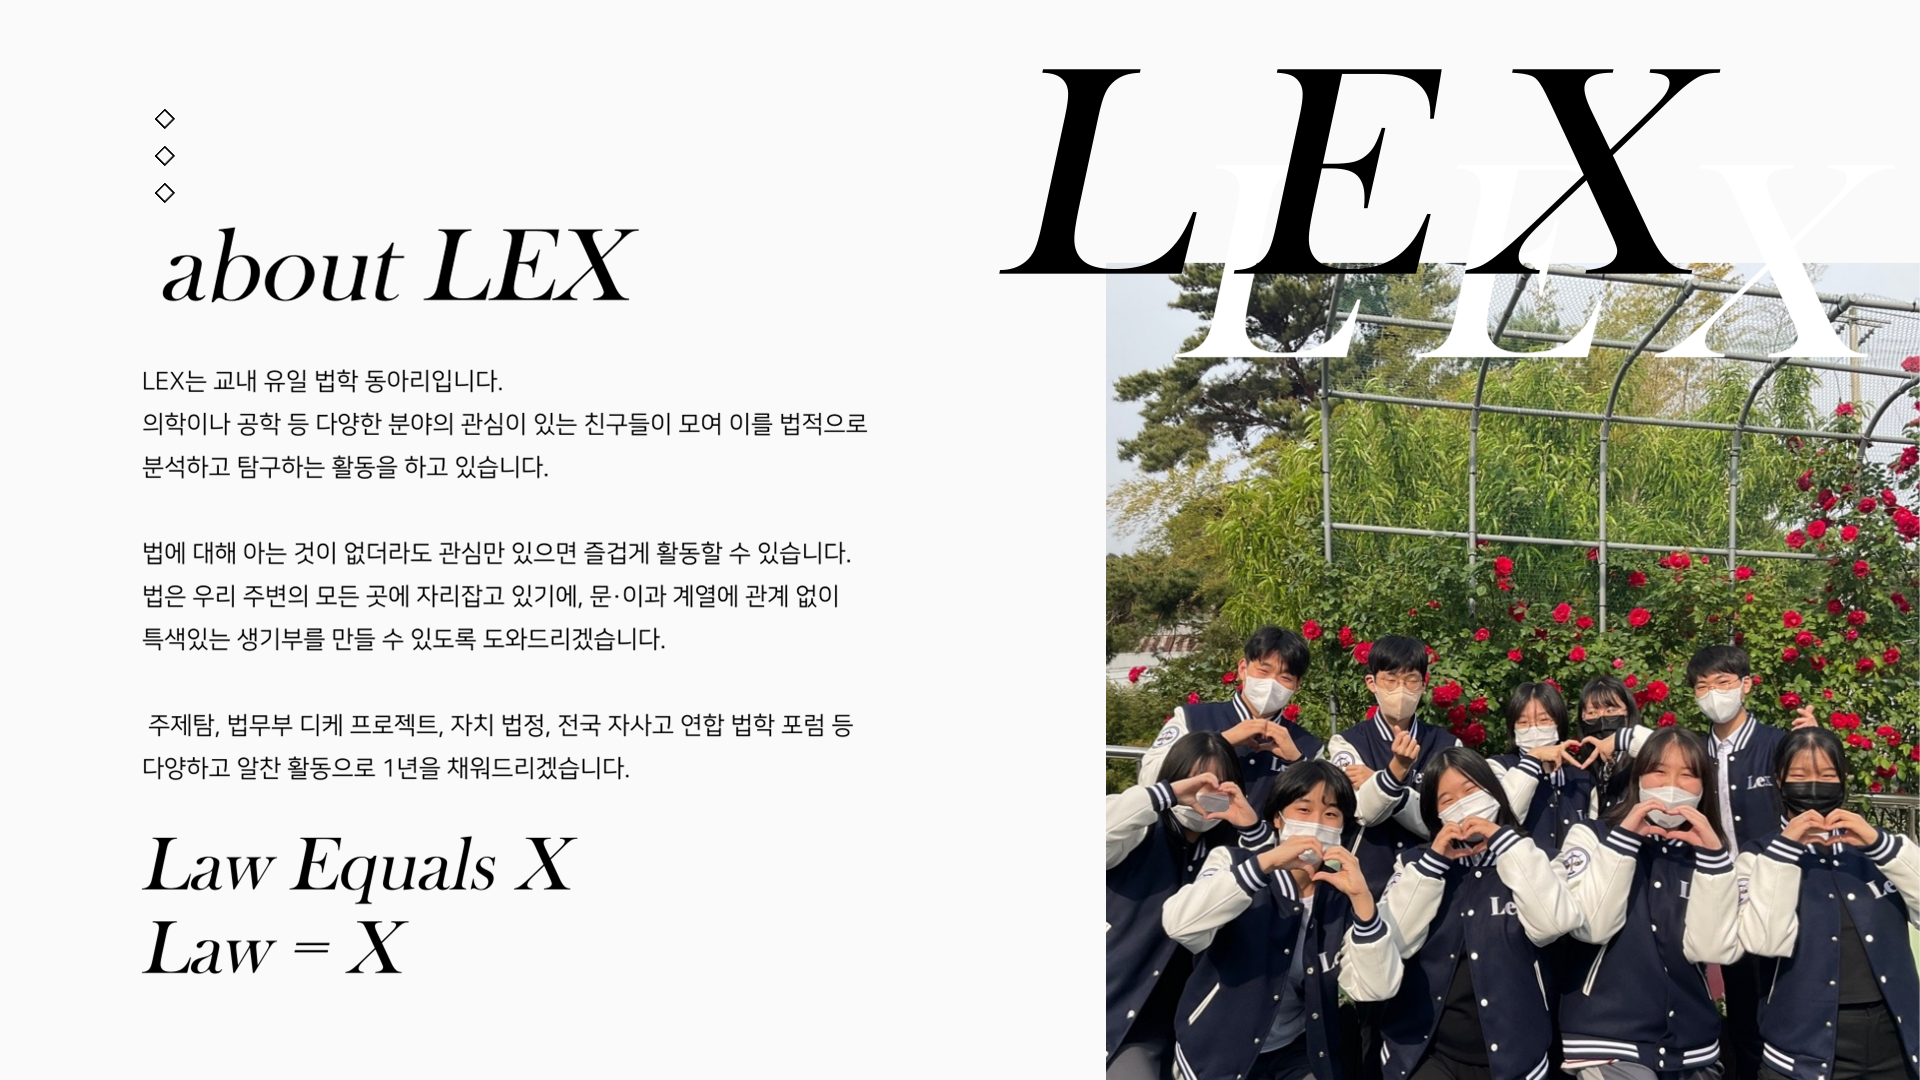 LEX
LEX
about LEX
LEX는 교내 유일 법학 동아리입니다.
의학이나 공학 등 다양한 분야의 관심이 있는 친구들이 모여 이를 법적으로
분석하고 탐구하는 활동을 하고 있습니다.
법에 대해 아는 것이 없더라도 관심만 있으면 즐겁게 활동할 수 있습니다.
법은 우리 주변의 모든 곳에 자리잡고 있기에, 문·이과 계열에 관계 없이
특색있는 생기부를 만들 수 있도록 도와드리겠습니다.
주제탐, 법무부 디케 프로젝트, 자치 법정, 전국 자사고 연합 법학 포럼 등
다양하고 알찬 활동으로 1년을 채워드리겠습니다.
Law Equals X
Law = X
Lex